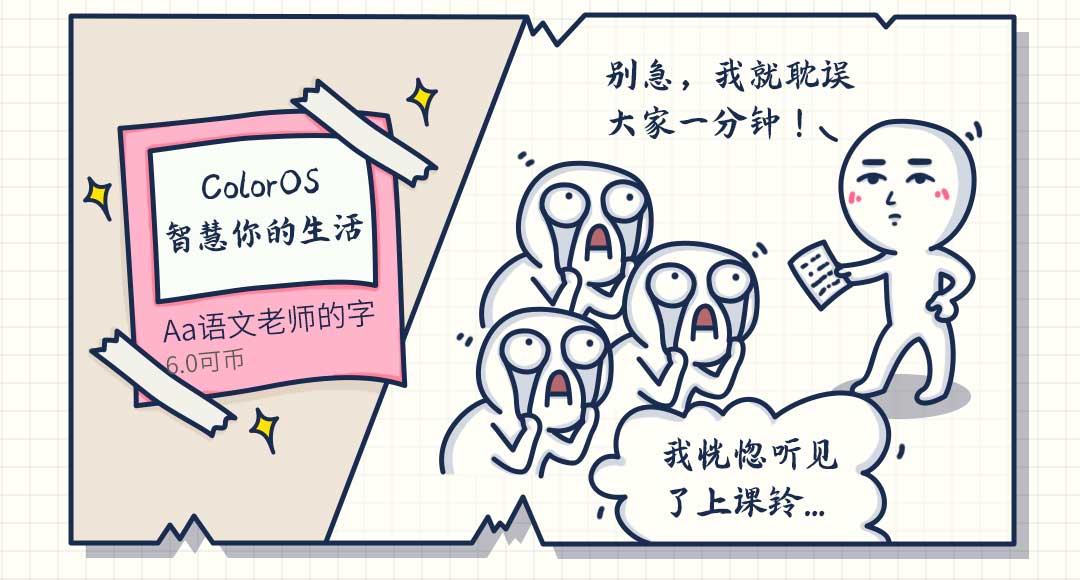 ColorOS
智慧你的生活
Aa语文老师的字
6.0可币
别急，我就耽误
大家一分钟！
我恍惚听见
了上课铃...